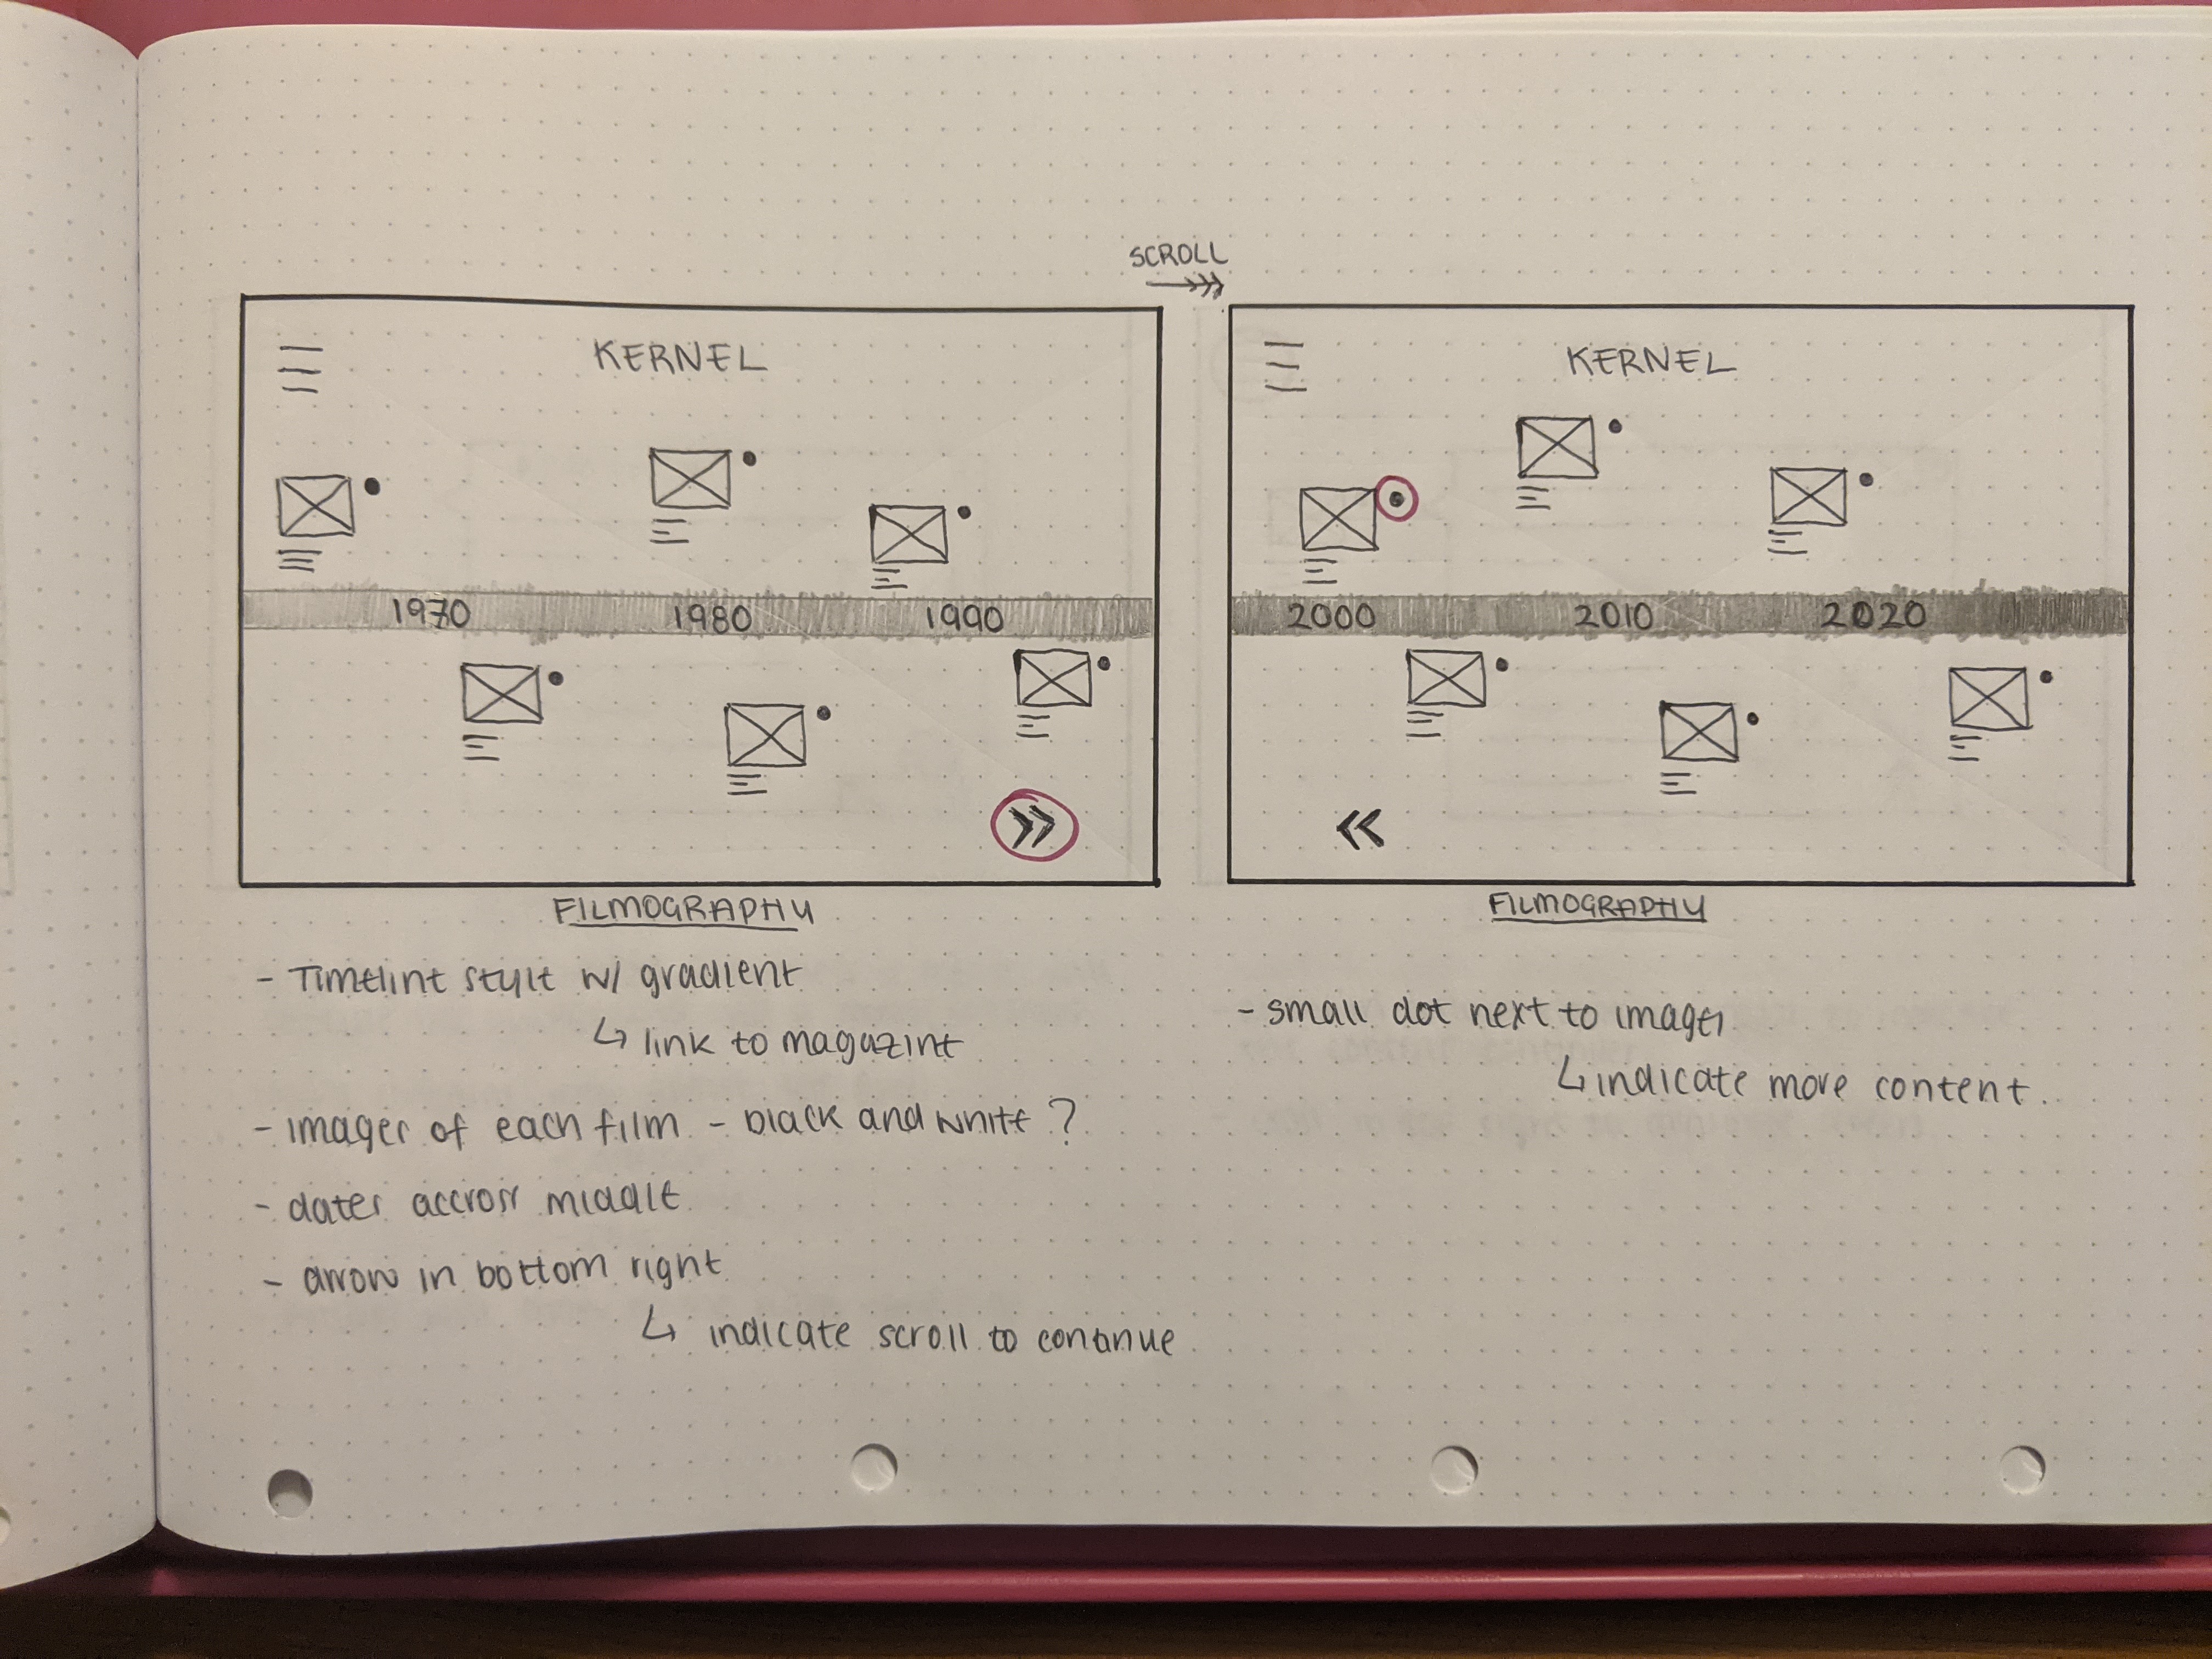 SCROLL
KERNEL
1970 1980 1990
FILMOGRAPHY
- Timeline style w/ gradient
↳ link to magazine
- images of each film - black and white?
- dates accross middle
- arrow in bottom right
↳ indicate scroll to continue
KERNEL
2000 2010 2020
FILMOGRAPHY
- small dot next to images
↳ indicate more content.